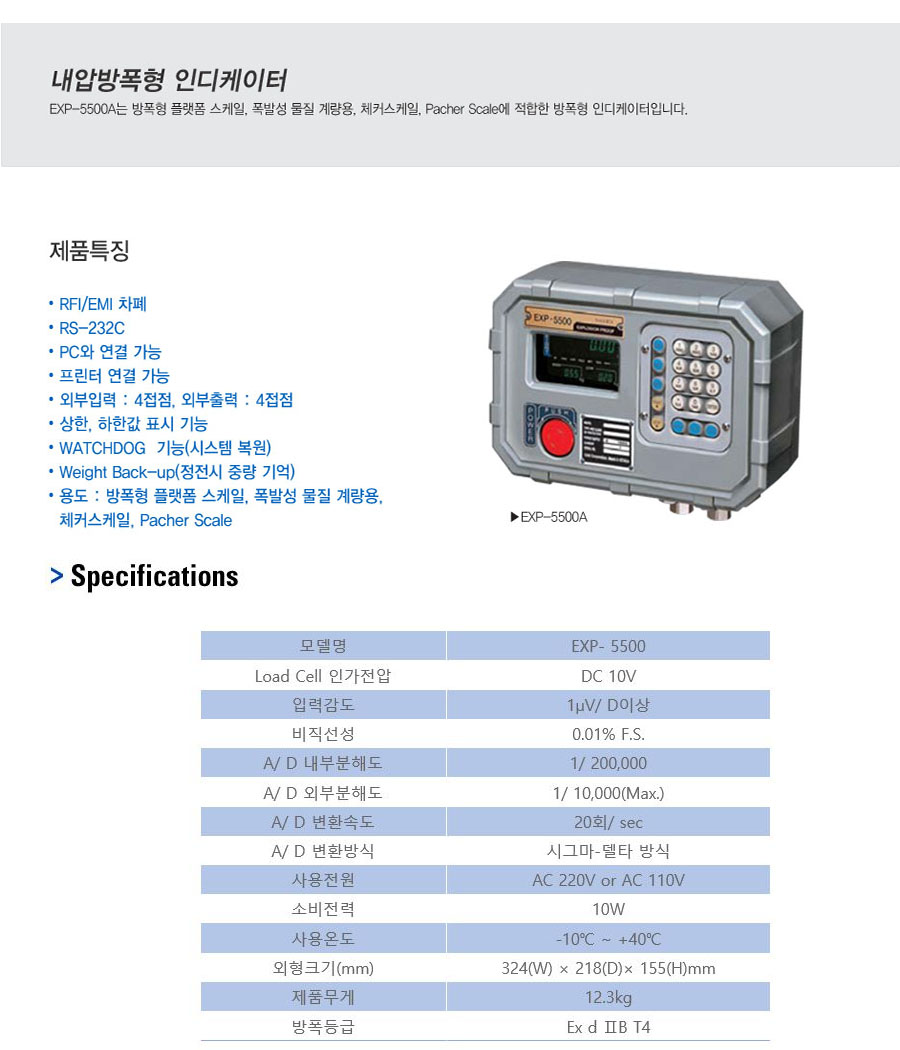 내압방폭형 인디케이터
EXP-5500A는 방폭형 플랫폼 스케일, 폭발성 물질 계량용, 체커스케일, Pacher Scale에 적합한 방폭형 인디케이터입니다.
제품특징
• RFI/EMI 차폐
• RS-232C
• PC와 연결 가능
• 프린터 연결 가능
• 외부입력 : 4접점, 외부출력 : 4접점
• 상한, 하한값 표시 기능
• WATCHDOG 기능(시스템 복원)
• Weight Back-up(정전시 중량 기억)
• 용도 : 방폭형 플랫폼 스케일, 폭발성 물질 계량용,
체커스케일, Pacher Scale
EXP-5500
EXPLOSION PROOF
PUSH
POWER
▶EXP-5500A
> Specifications
모델명 EXP- 5500
Load Cell 인가전압 DC 10V
입력감도 1μV/ D이상
비직선성 0.01% F.S.
A/ D 내부분해도 1/ 200,000
A/ D 외부분해도 1/ 10,000(Max.)
A/ D 변환속도 20회/ sec
A/ D 변환방식 시그마-델타 방식
사용전원 AC 220V or AC 110V
소비전력 10W
사용온도 -10℃ ~ +40℃
외형크기(mm) 324(W) × 218(D)× 155(H)mm
제품무게 12.3kg
방폭등급 Ex d ⅡB T4